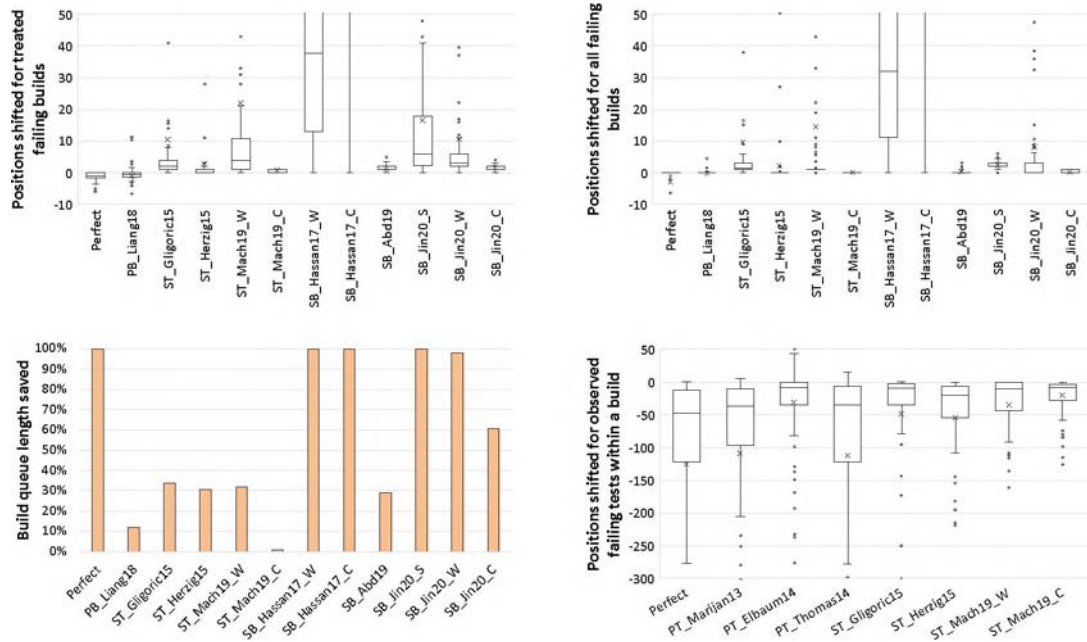 Positions shifted for treated
failing builds
50
40
30
20
10
0
-10
Perfect
PB_Liang18
ST_Gligoric15
ST_Herzig15
ST_Mach19_W
ST_Mach19_C
SB_Hassan17_W
SB_Hassan17_C
SB_Abd19
SB_Jin20_S
SB_Jin20_W
SB_Jin20_C
Positions shifted for all failing
builds
50
40
30
20
10
0
-10
Perfect
PB_Liang18
ST_Gligoric15
ST_Herzig15
ST_Mach19_W
ST_Mach19_C
SB_Hassan17_W
SB_Hassan17_C
SB_Abd19
SB_Jin20_S
SB_Jin20_W
SB_Jin20_C
Build queue length saved
100%
90%
80%
70%
60%
50%
40%
30%
20%
10%
0%
Perfect
PB_Liang18
ST_Gligoric15
ST_Herzig15
ST_Mach19_W
ST_Mach19_C
SB_Hassan17_W
SB_Hassan17_C
SB_Abd19
SB_Jin20_S
SB_Jin20_W
SB_Jin20_C
Positions shifted for observed
failing tests within a build
50
0
-50
-100
-150
-200
-250
-300
Perfect
PT_Marijan13
PT_Elbaum14
PT_Thomas14
ST_Gligoric15
ST_Herzig15
ST_Mach19_W
ST_Mach19_C